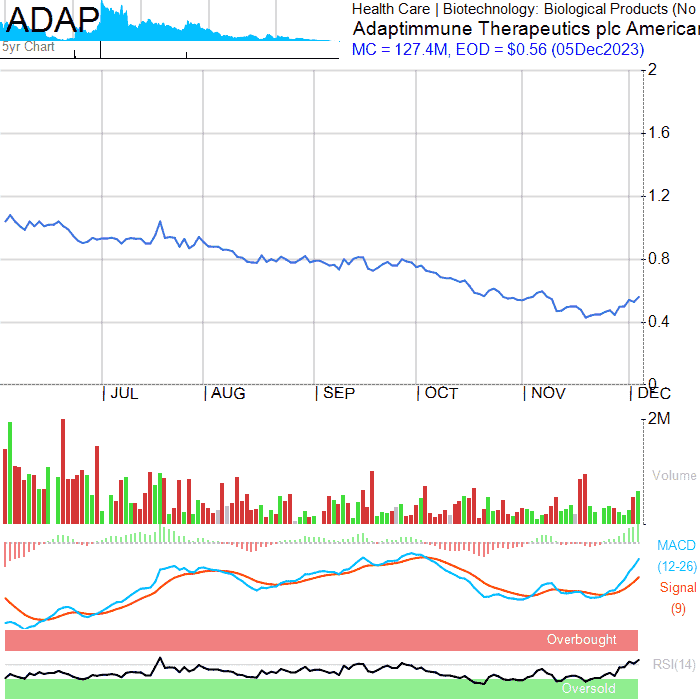 ADAP
5yr Chart
Health Care | Biotechnology: Biological Products (No
Adaptimmune Therapeutics plc American
MC = 127.4M, EOD = $0.56 (05Dec2023)
2
1.6
1.2
0.8
0.4
0
JUL AUG SEP OCT NOV DEC
2M
Volume
MACD
(12-26)
Signal
(9)
Overbought
RSI(14)
Oversold